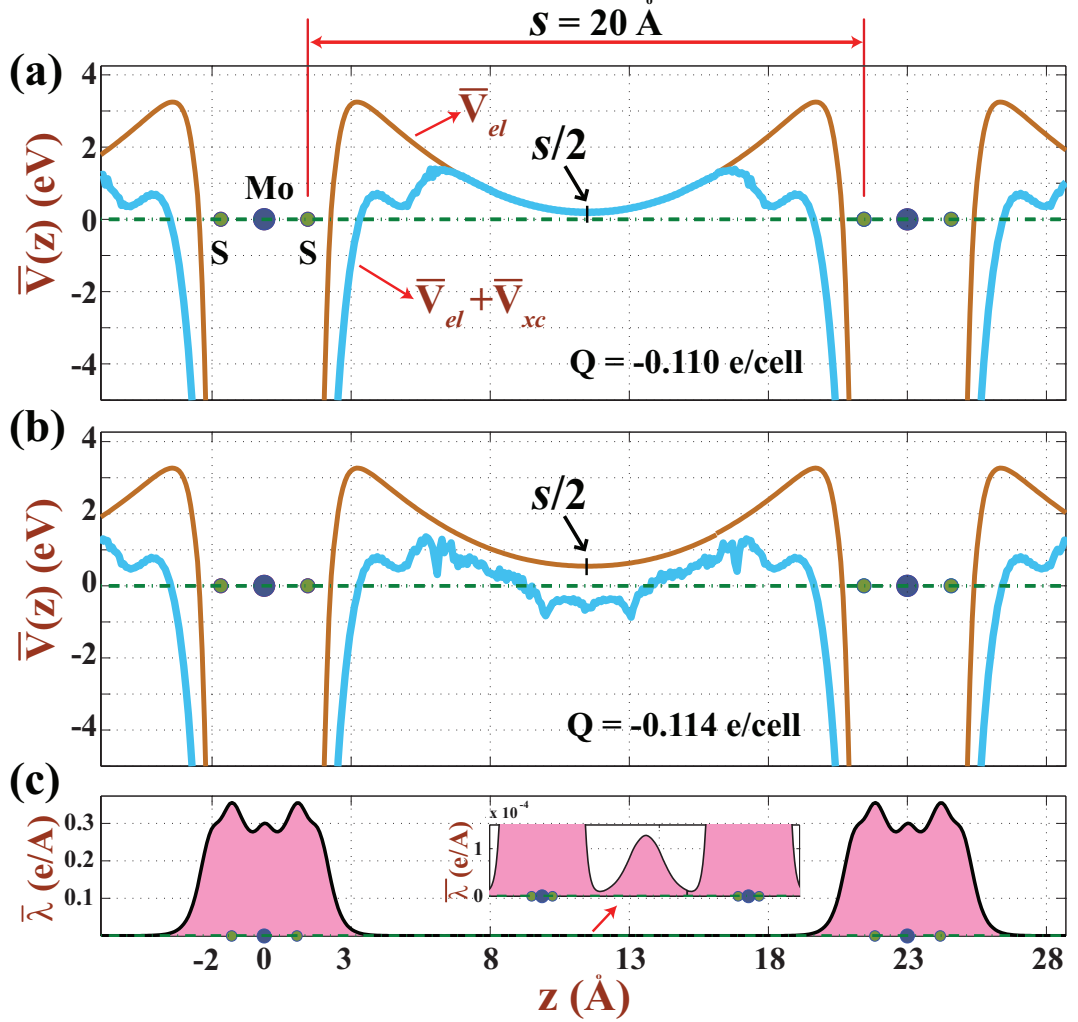 s = 20 Å
(a)
4
2
0
-2
-4
V̅(z) (eV)
V̅el
s/2
Mo
S
S
V̅el + V̅xc
Q = -0.110 e/cell
(b)
4
2
0
-2
-4
V̅(z) (eV)
s/2
Q = -0.114 e/cell
(c)
0.3
0.2
0.1
λ̅ (e/A)
x 10-4
1
0
λ̅ (e/A)
-2 0 3 8 13 18 23 28
z (Å)